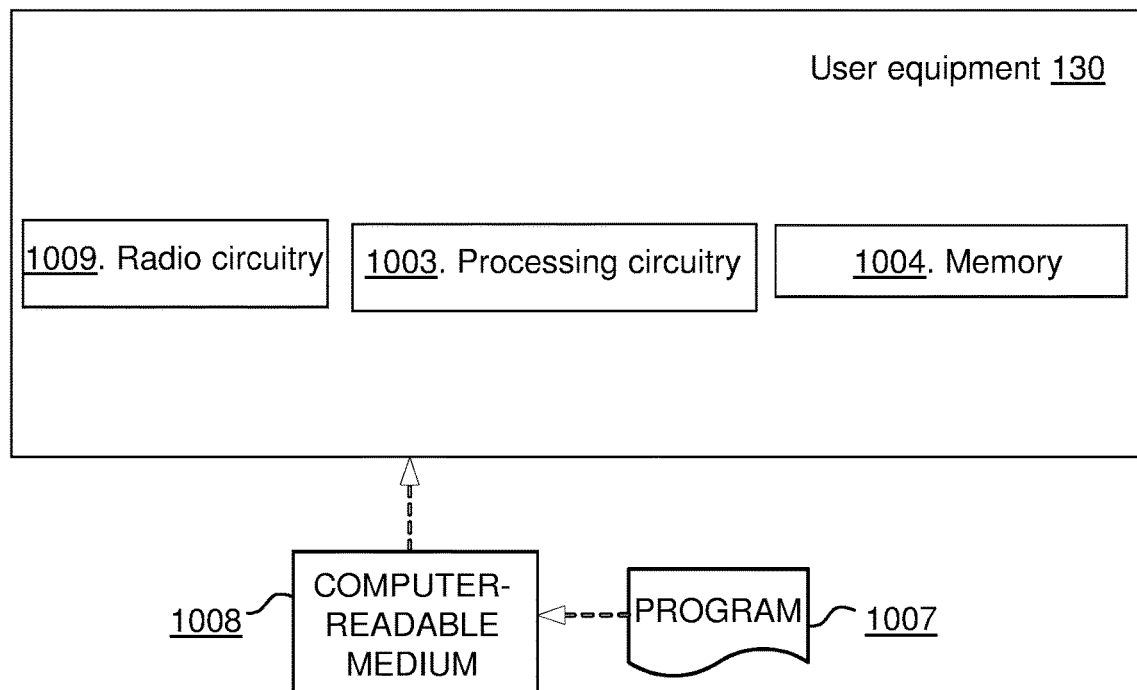 User equipment 130
1009. Radio circuitry
1003. Processing circuitry
1004. Memory
COMPUTER-
READABLE
MEDIUM
1008
PROGRAM
1007